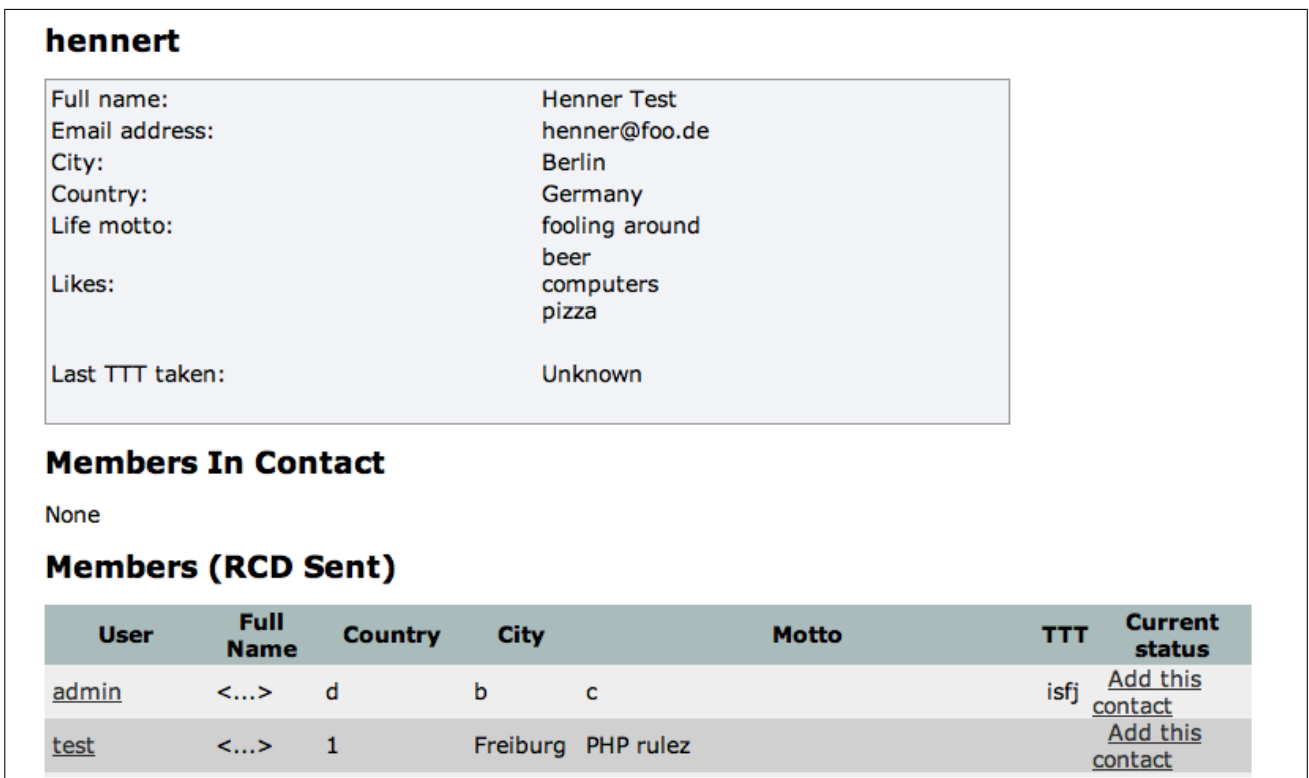 hennert
Full name: Henner Test
Email address: henner@foo.de
City: Berlin
Country: Germany
Life motto: fooling around
beer
Likes: computers
pizza
Last TTT taken: Unknown
Members In Contact
None
Members (RCD Sent)
User Full Name Country City Motto TTT Current status
admin <...> d b c isfj Add this contact
test <...> 1 Freiburg PHP rulez Add this contact